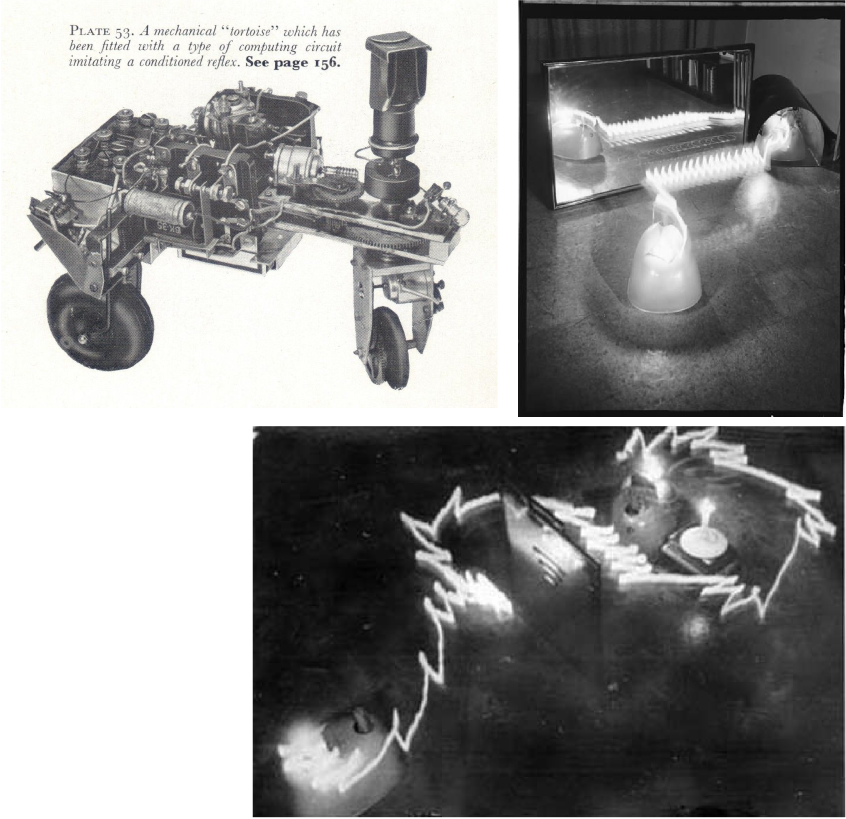 PLATE 53. A mechanical "tortoise" which has
been fitted with a type of computing circuit
imitating a conditioned reflex. See page 156.